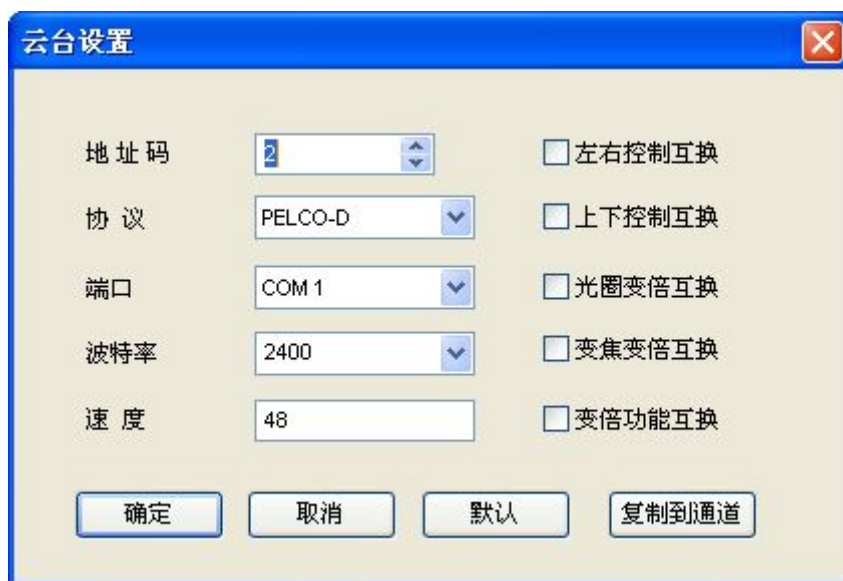 云台设置
地 址 码 2 左右控制互换
协 议 PELCO-D 上下控制互换
端口 COM 1 光圈变倍互换
波特率 2400 变焦变倍互换
速 度 48 变倍功能互换
确定 取消 默认 复制到通道